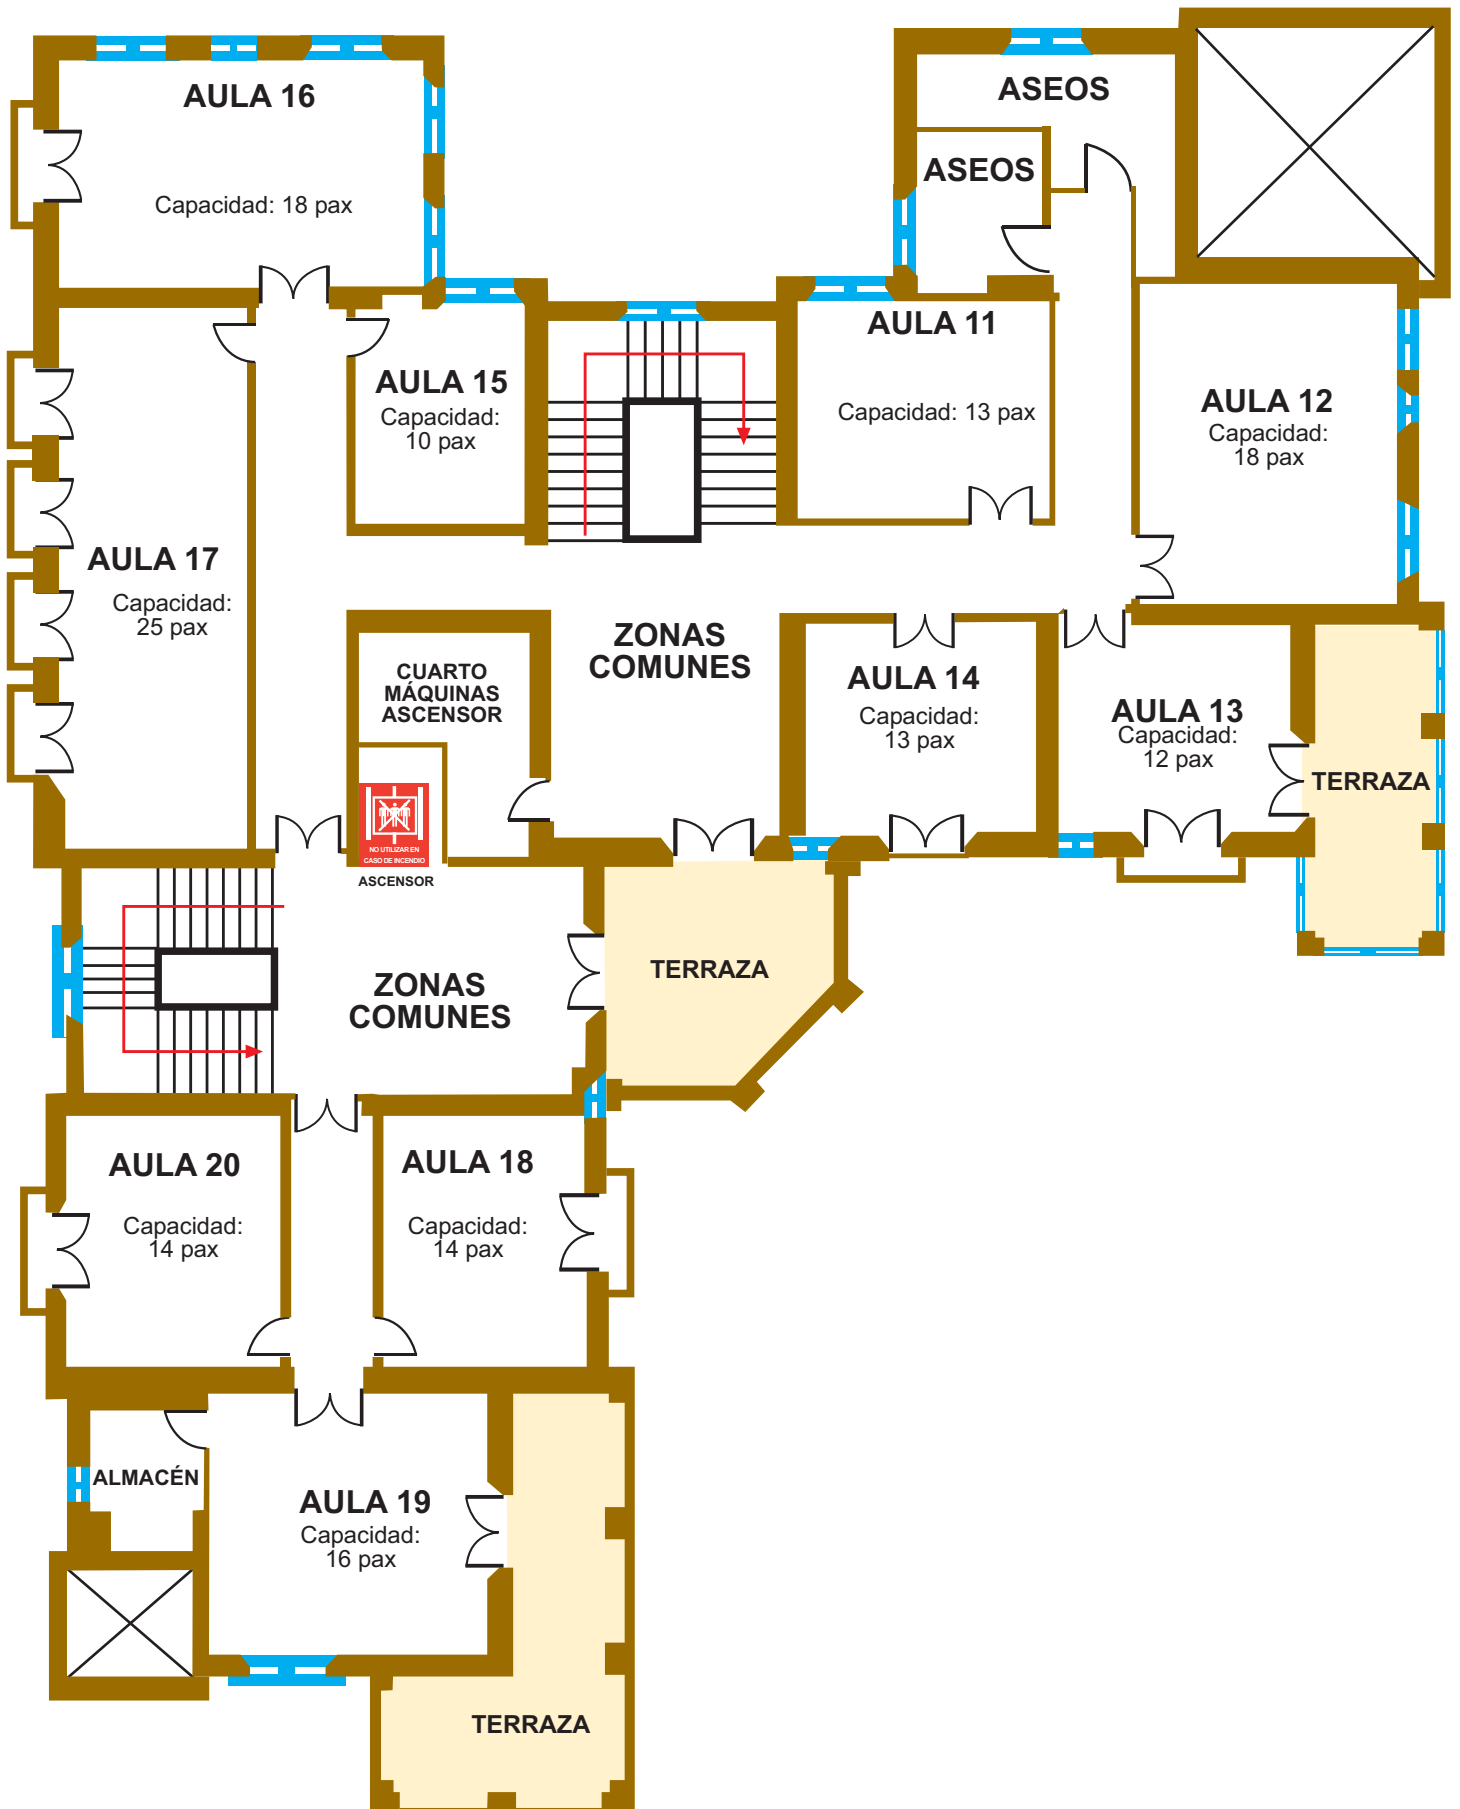 AULA 16
Capacidad: 18 pax
ASEOS
ASEOS
AULA 11
Capacidad: 13 pax
AULA 15
Capacidad:
10 pax
AULA 12
Capacidad:
18 pax
AULA 17
Capacidad:
25 pax
ZONAS
COMUNES
CUARTO
MÁQUINAS
ASCENSOR
AULA 14
Capacidad:
13 pax
AULA 13
Capacidad:
12 pax
TERRAZA
NO UTILIZAR EN
CASO DE INCENDIO
ASCENSOR
TERRAZA
ZONAS
COMUNES
AULA 20
Capacidad:
14 pax
AULA 18
Capacidad:
14 pax
ALMACÉN
AULA 19
Capacidad:
16 pax
TERRAZA